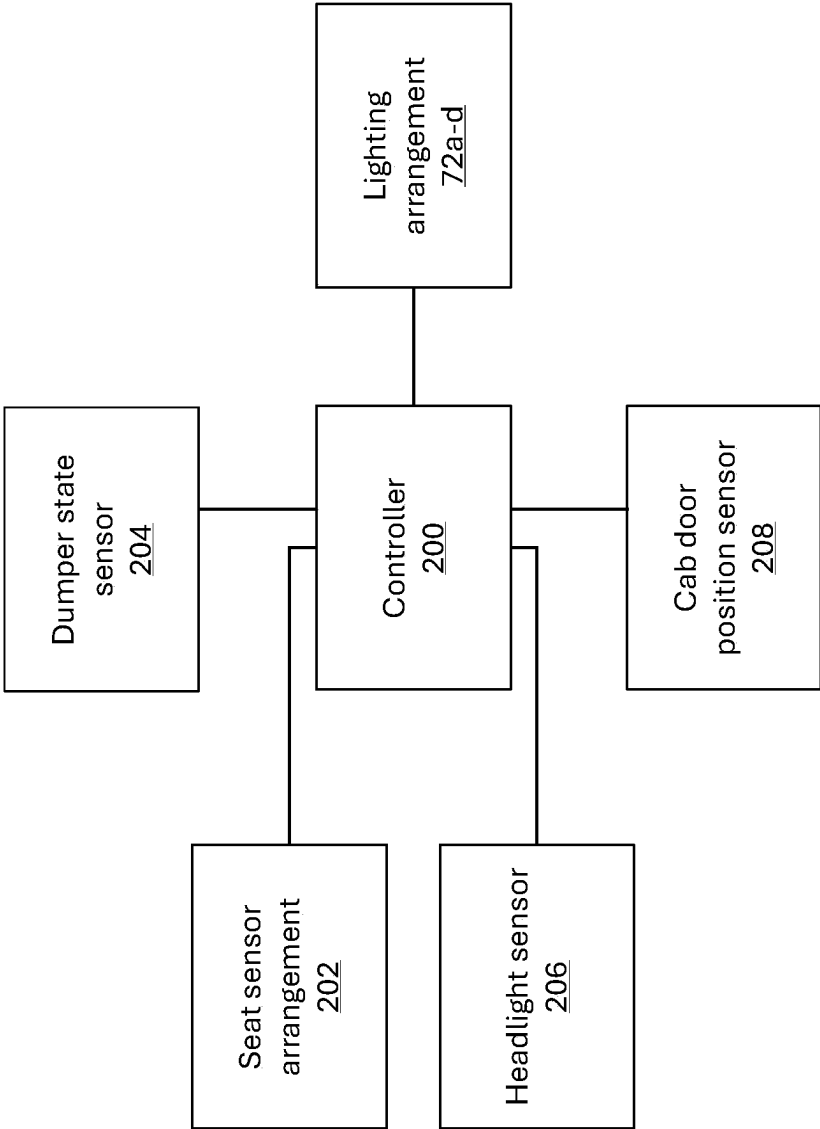 Dumper state
sensor
204
Seat sensor
arrangement
202
Controller
200
Lighting
arrangement
72a-d
Headlight sensor
206
Cab door
position sensor
208